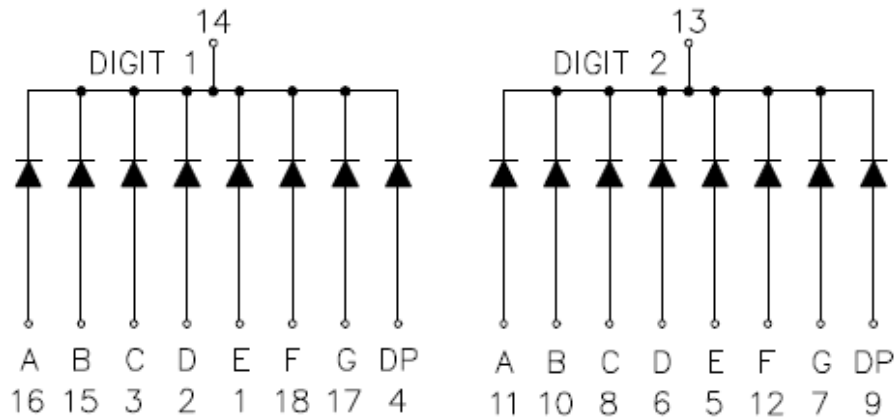 14 13
DIGIT 1 DIGIT 2
A B C D E F G DP A B C D E F G DP
16 15 3 2 1 18 17 4 11 10 8 6 5 12 7 9